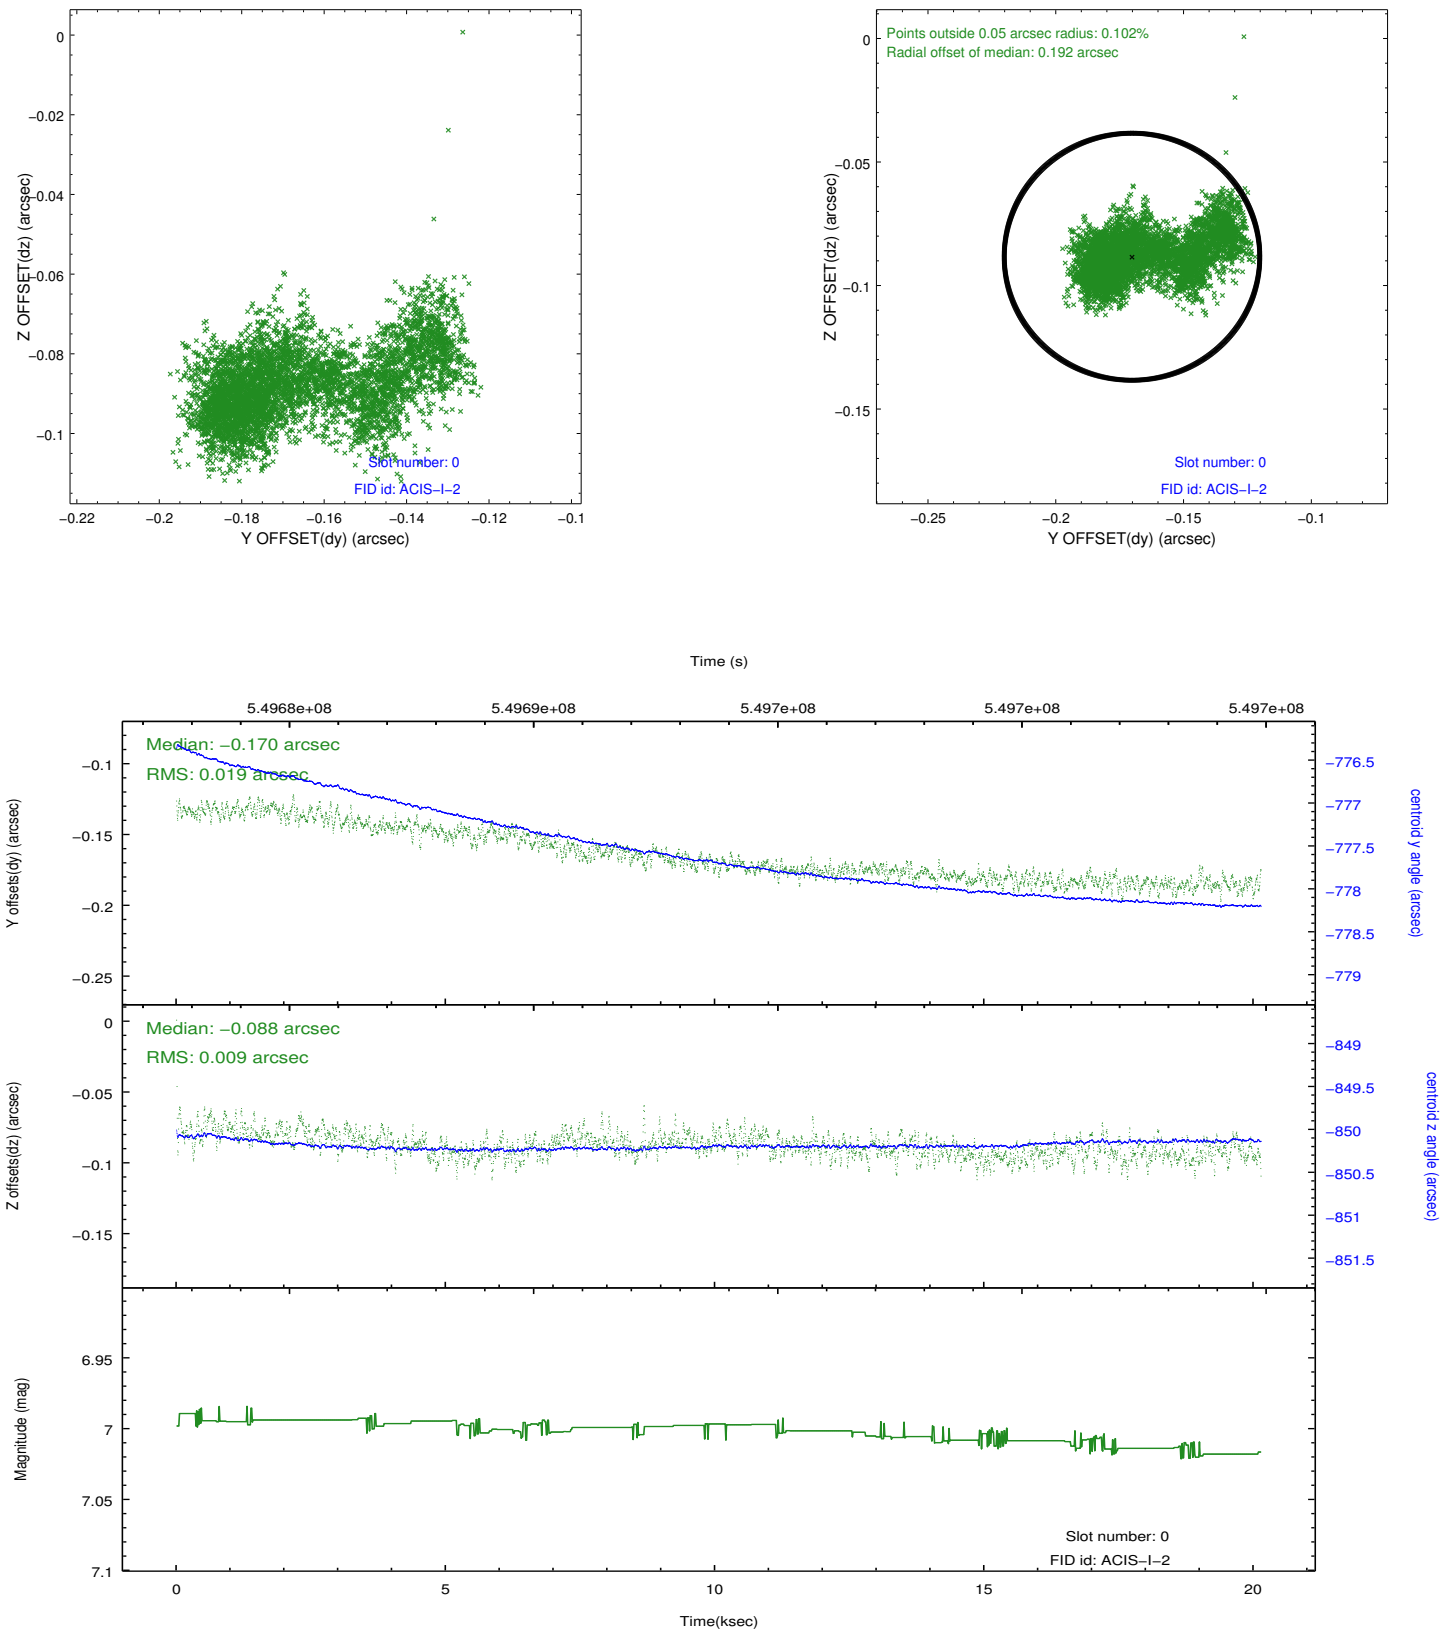 0
−0.02
−0.04
−0.06
−0.08
−0.1
Z OFFSET(dz) (arcsec)
Slot number: 0
FID id: ACIS−I−2
−0.22
−0.2
−0.18
−0.16
−0.14
−0.12
−0.1
Y OFFSET(dy) (arcsec)
Points outside 0.05 arcsec radius: 0.102%
Radial offset of median: 0.192 arcsec
0
−0.05
−0.1
−0.15
Z OFFSET(dz) (arcsec)
Slot number: 0
FID id: ACIS−I−2
−0.25
−0.2
−0.15
−0.1
Y OFFSET(dy) (arcsec)
Time (s)
5.4968e+08
5.4969e+08
5.497e+08
5.497e+08
5.497e+08
Median: −0.170 arcsec
RMS: 0.019 arcsec
−0.1
−0.15
−0.2
−0.25
Y offsets(dy) (arcsec)
−776.5
−777
−777.5
−778
−778.5
−779
centroid y angle (arcsec)
Median: −0.088 arcsec
RMS: 0.009 arcsec
0
−0.05
−0.1
−0.15
Z offsets(dz) (arcsec)
−849
−849.5
−850
−850.5
−851
−851.5
centroid z angle (arcsec)
6.95
7
7.05
7.1
Magnitude (mag)
Slot number: 0
FID id: ACIS−I−2
0
5
10
15
20
Time(ksec)